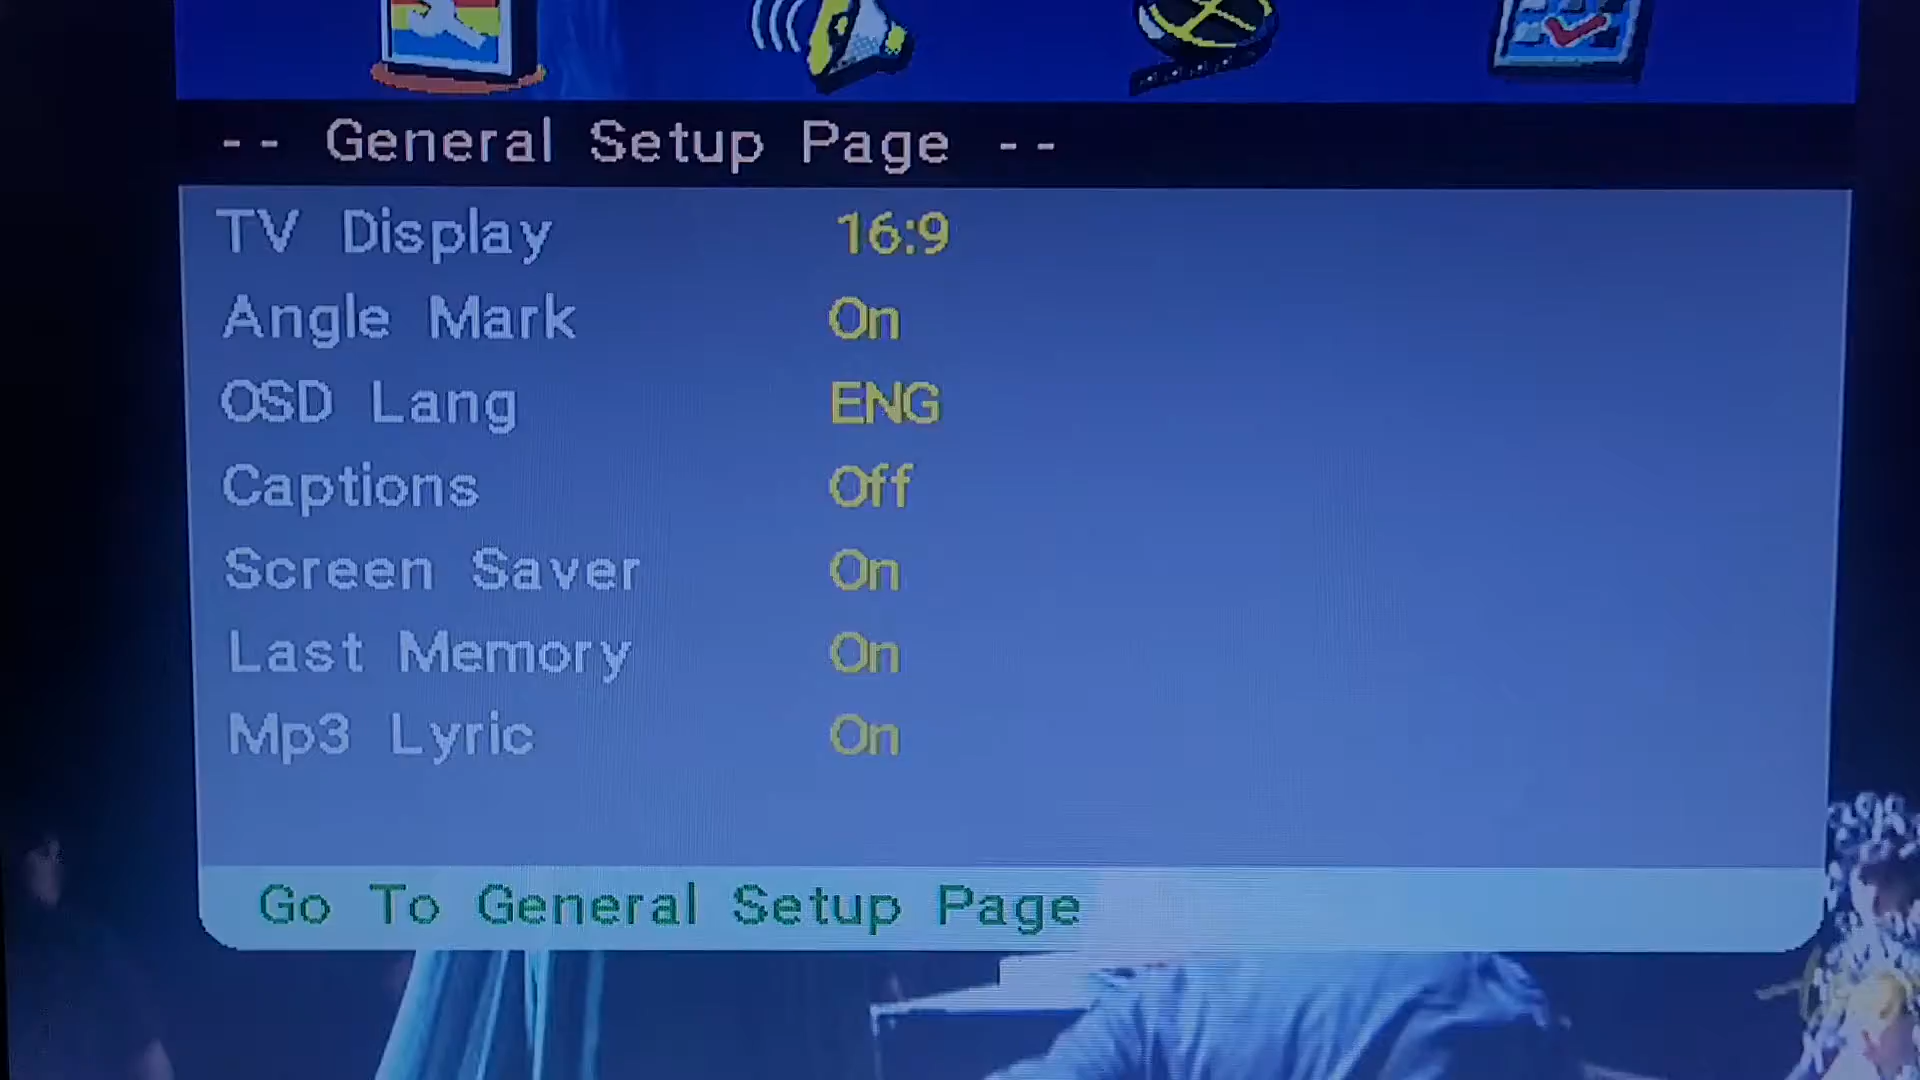 -- General Setup Page --
TV Display 16:9
Angle Mark On
OSD Lang ENG
Captions Off
Screen Saver On
Last Memory On
Mp3 Lyric On
Go To General Setup Page